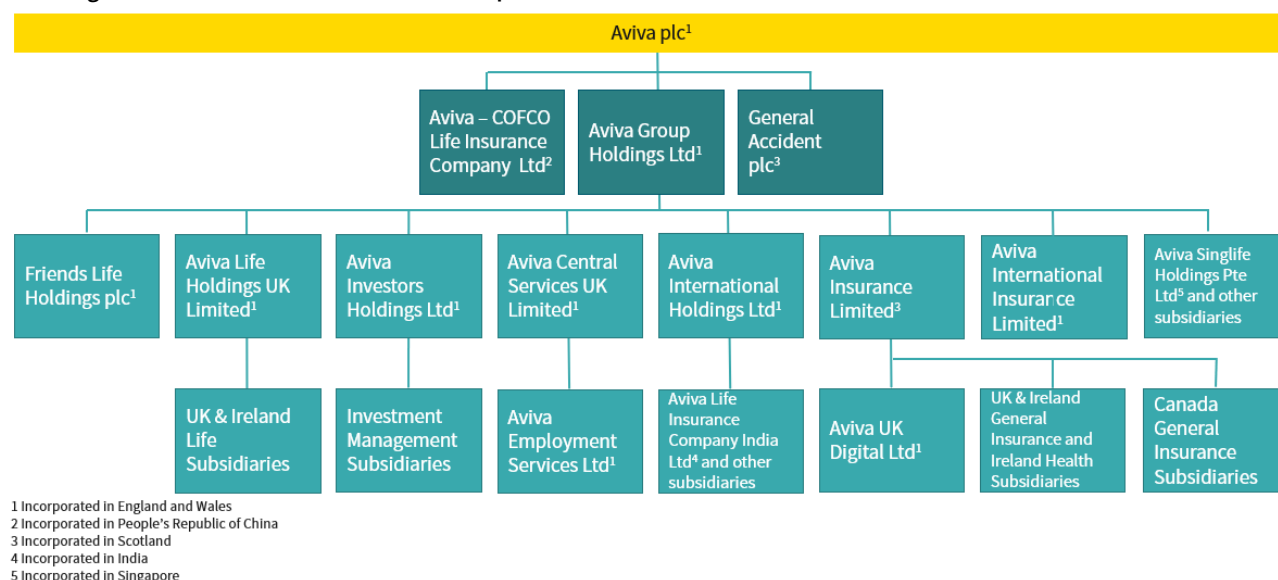 Aviva plc¹
Aviva – COFCO
Life Insurance
Company Ltd²
Aviva Group
Holdings Ltd¹
General
Accident
plc³
Friends Life
Holdings plc¹
Aviva Life
Holdings UK
Limited¹
Aviva
Investors
Holdings Ltd¹
Aviva Central
Services UK
Limited¹
Aviva
International
Holdings Ltd¹
Aviva
Insurance
Limited³
Aviva
International
Insurance
Limited¹
Aviva Singlife
Holdings Pte
Ltd⁵ and other
subsidiaries
UK & Ireland
Life
Subsidiaries
Investment
Management
Subsidiaries
Aviva
Employment
Services Ltd¹
Aviva Life
Insurance
Company India
Ltd⁴ and other
subsidiaries
Aviva UK
Digital Ltd¹
UK & Ireland
General
Insurance and
Ireland Health
Subsidiaries
Canada
General
Insurance
Subsidiaries
1 Incorporated in England and Wales
2 Incorporated in People's Republic of China
3 Incorporated in Scotland
4 Incorporated in India
5 Incorporated in Singapore